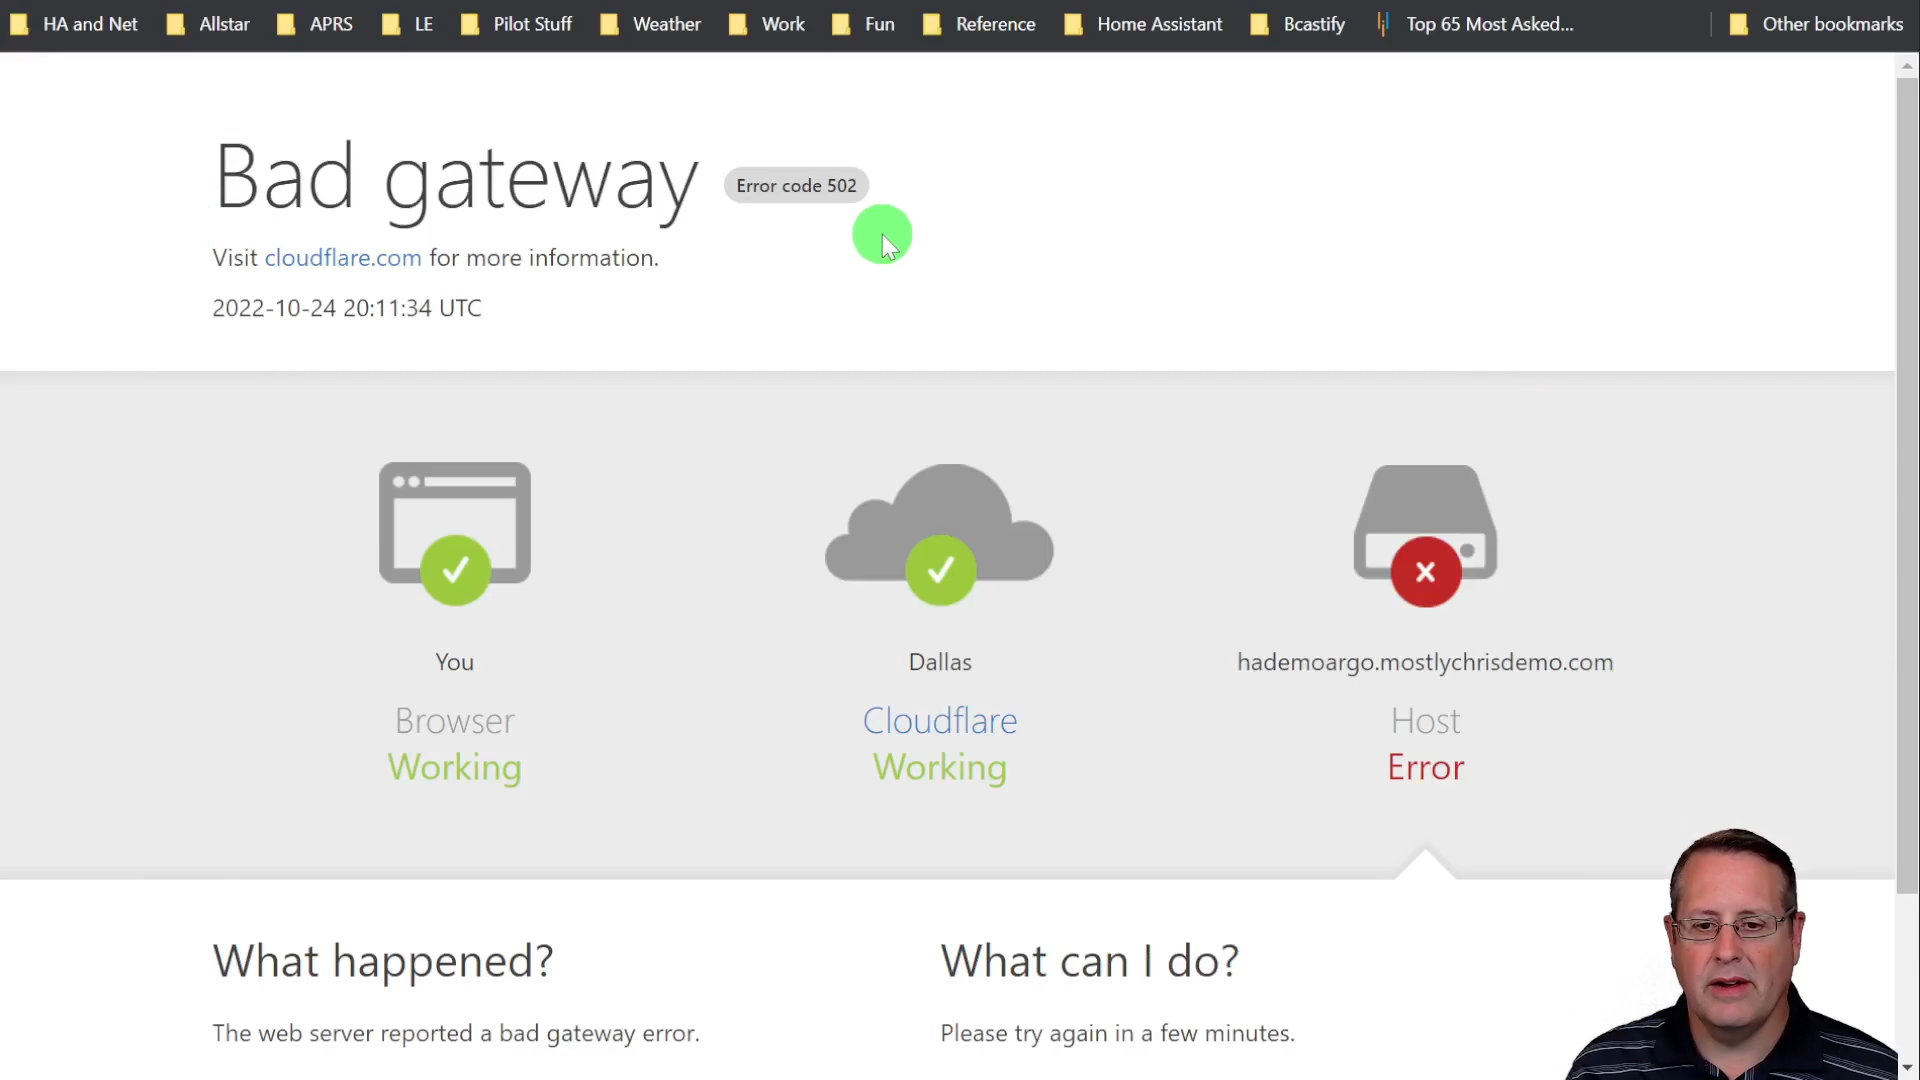 HA and Net Allstar APRS LE Pilot Stuff Weather Work Fun Reference Home Assistant Bcastify Top 65 Most Asked... Other bookmarks
Bad gateway Error code 502
Visit cloudflare.com for more information.
2022-10-24 20:11:34 UTC
You
Browser
Working
Dallas
Cloudflare
Working
hademoargo.mostlychrisdemo.com
Host
Error
What happened?
The web server reported a bad gateway error.
What can I do?
Please try again in a few minutes.